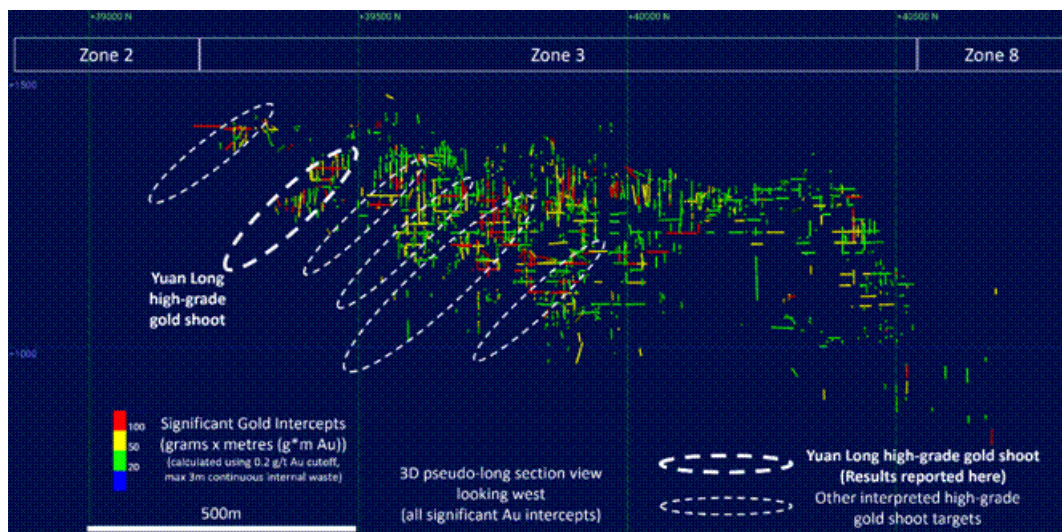 +39000 N
+39500 N
+40000 N
+40500 N
Zone 2
Zone 3
Zone 8
+1500
Yuan Long
high-grade
gold shoot
+1000
100
50
20
Significant Gold Intercepts
(grams x metres (g*m Au))
(calculated using 0.2 g/t Au cutoff,
max 3m continuous internal waste)
500m
3D pseudo-long section view
looking west
(all significant Au intercepts)
Yuan Long high-grade gold shoot
(Results reported here)
Other interpreted high-grade
gold shoot targets